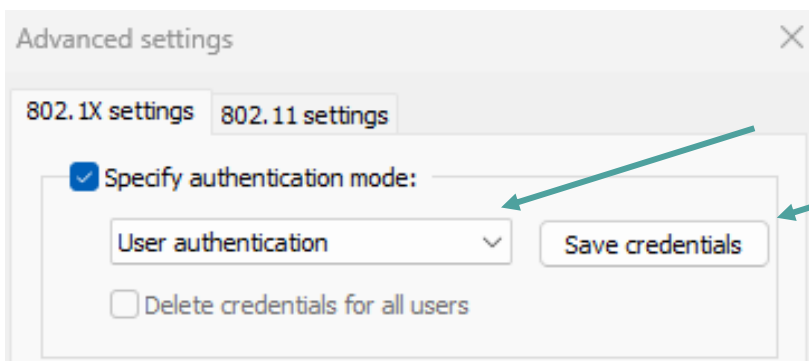 Advanced settings
802.1X settings
802.11 settings
Specify authentication mode:
User authentication
Save credentials
Delete credentials for all users